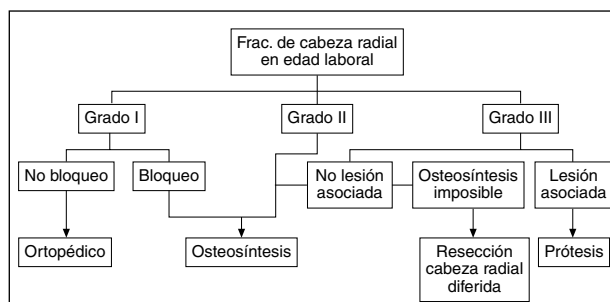 Frac. de cabeza radial
en edad laboral
Grado I
Grado II
Grado III
No bloqueo
Bloqueo
No lesión
asociada
Osteosíntesis
imposible
Lesión
asociada
Ortopédico
Osteosíntesis
Resección
cabeza radial
diferida
Prótesis